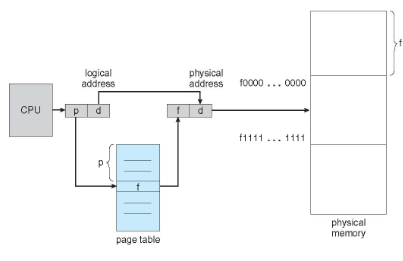 logical
address
physical
address
f0000 ... 0000
f
CPU
p d
f d
f1111 ... 1111
p
f
page table
physical
memory